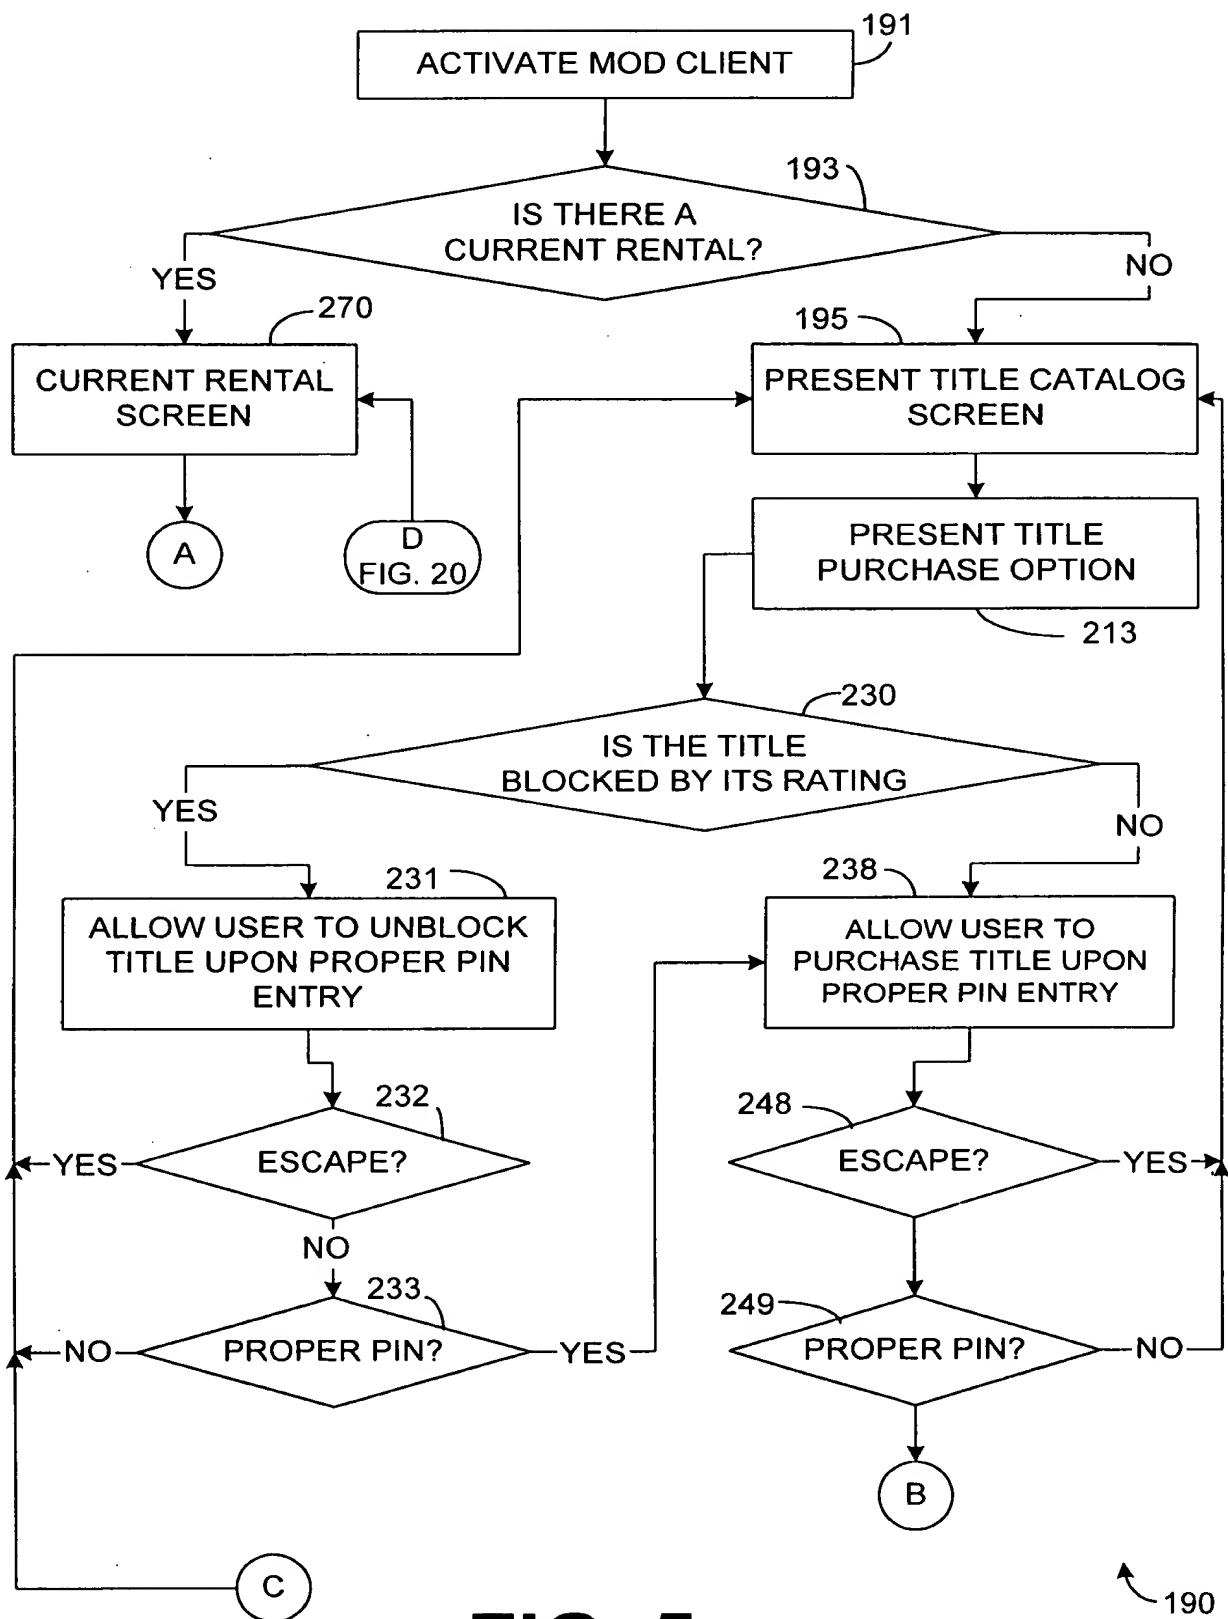 191
ACTIVATE MOD CLIENT
193
IS THERE A
CURRENT RENTAL?
YES
NO
270
195
CURRENT RENTAL
SCREEN
PRESENT TITLE CATALOG
SCREEN
A
D
FIG. 20
PRESENT TITLE
PURCHASE OPTION
213
230
IS THE TITLE
BLOCKED BY ITS RATING
YES
NO
231
238
ALLOW USER TO UNBLOCK
TITLE UPON PROPER PIN
ENTRY
ALLOW USER TO
PURCHASE TITLE UPON
PROPER PIN ENTRY
232
248
YES
ESCAPE?
ESCAPE?
YES
NO
233
249
NO
PROPER PIN?
YES
PROPER PIN?
NO
B
C
190